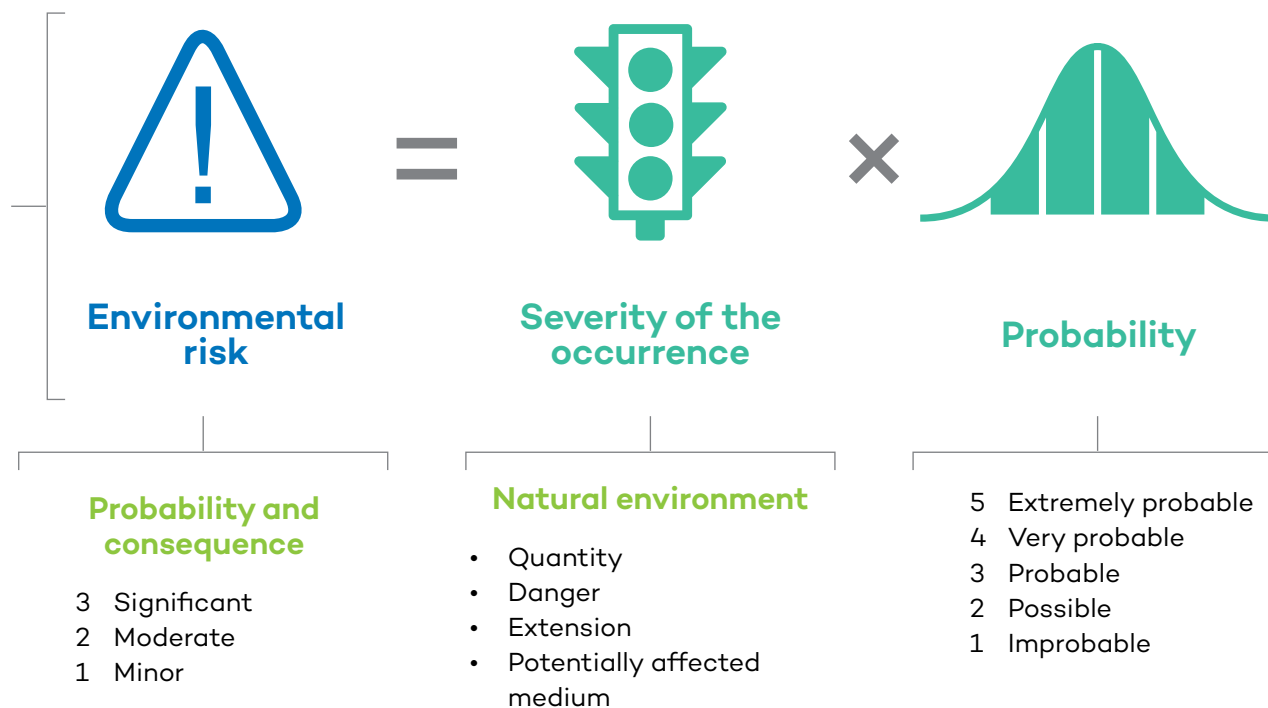 !
=
×
Environmental
risk
Severity of the
occurrence
Probability
Probability and
consequence
3 Significant
2 Moderate
1 Minor
Natural environment
• Quantity
• Danger
• Extension
• Potentially affected
medium
5 Extremely probable
4 Very probable
3 Probable
2 Possible
1 Improbable